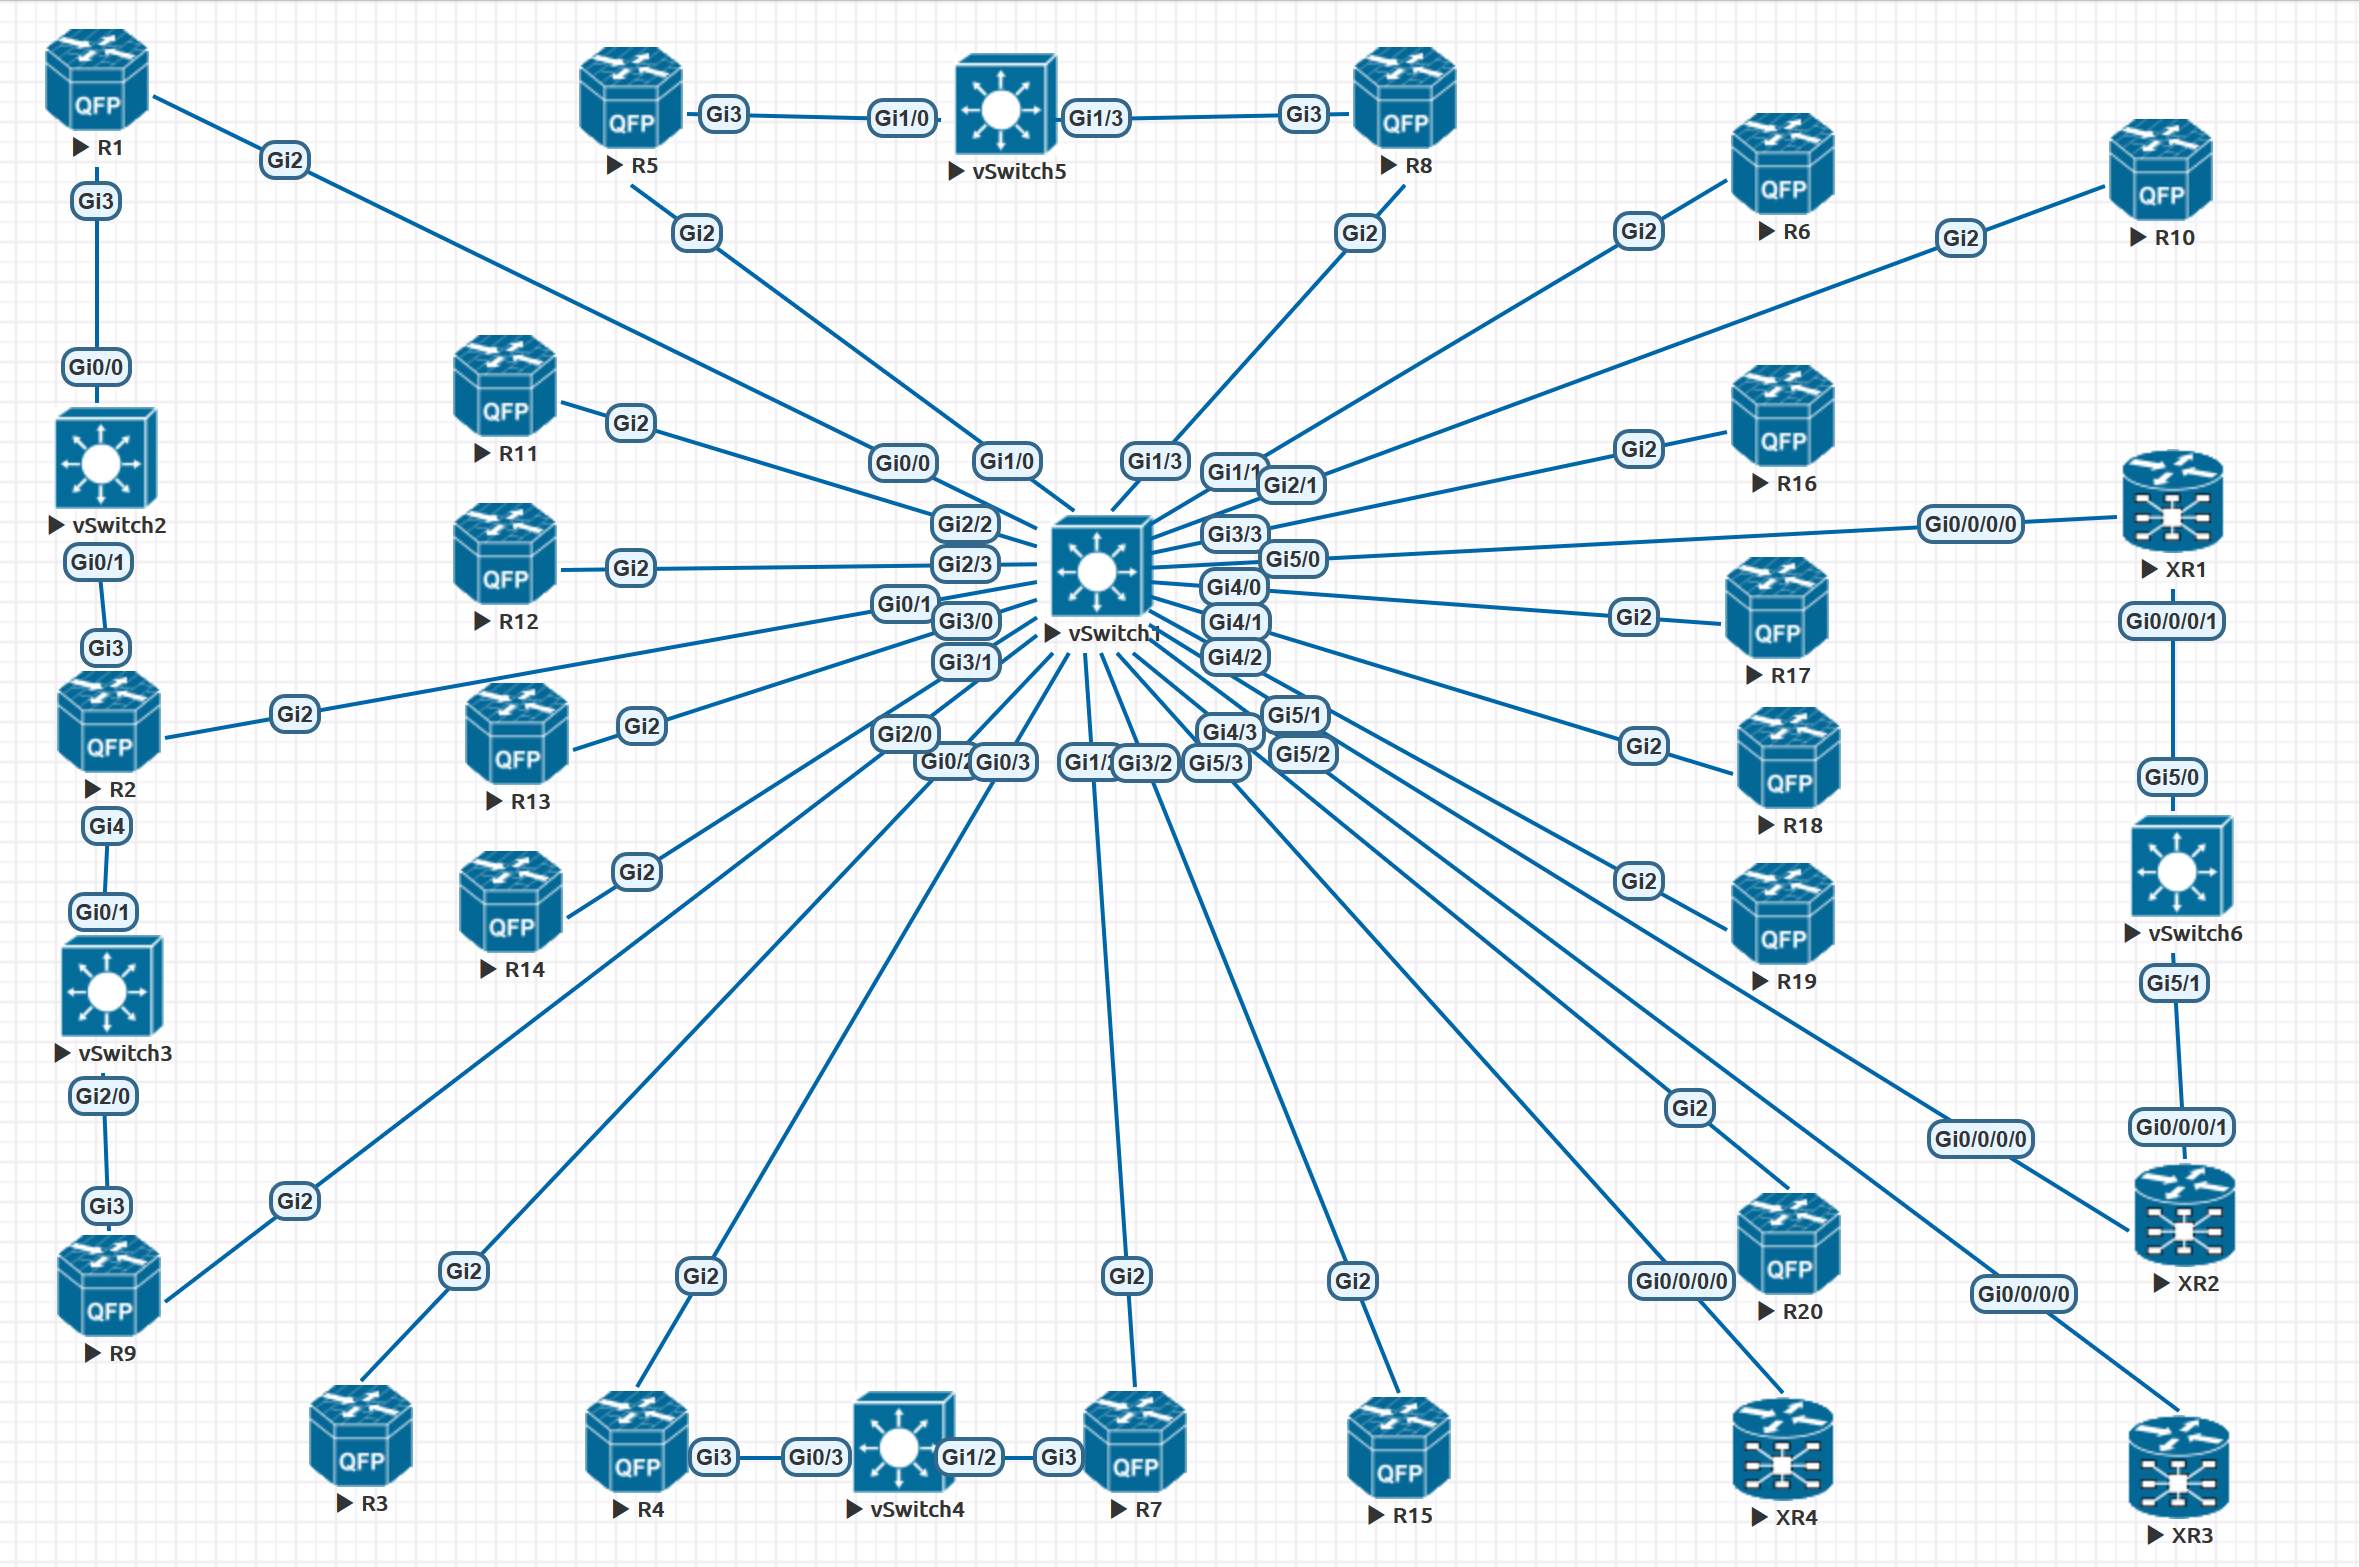 QFP
R1
Gi2
Gi3
QFP
R5
Gi3
Gi1/0
vSwitch5
Gi1/3
Gi3
QFP
R8
Gi2
Gi2
QFP
R6
Gi2
QFP
R10
Gi2
Gi0/0
vSwitch2
Gi0/1
Gi3
QFP
R2
Gi2
Gi4
Gi0/1
vSwitch3
Gi2/0
Gi3
QFP
R9
Gi2
QFP
R11
Gi2
QFP
R12
Gi2
QFP
R13
Gi2
QFP
R14
Gi2
Gi0/0
Gi1/0
Gi1/3
Gi1/1
Gi2/1
Gi2/2
Gi3/3
Gi2/3
Gi5/0
Gi0/1
Gi4/0
Gi3/0
Gi4/1
vSwitch1
Gi3/1
Gi4/2
Gi2/0
Gi0/2
Gi0/3
Gi1/2
Gi3/2
Gi5/3
Gi4/3
Gi5/1
Gi5/2
QFP
R16
Gi2
Gi0/0/0/0
XR1
Gi0/0/0/1
QFP
R17
Gi2
QFP
R18
Gi2
Gi5/0
vSwitch6
Gi5/1
QFP
R19
Gi2
Gi2
Gi0/0/0/0
Gi0/0/0/1
XR2
QFP
R20
Gi0/0/0/0
Gi0/0/0/0
Gi2
Gi2
Gi2
Gi2
QFP
R3
QFP
R4
Gi3
Gi0/3
vSwitch4
Gi1/2
Gi3
QFP
R7
QFP
R15
XR4
XR3